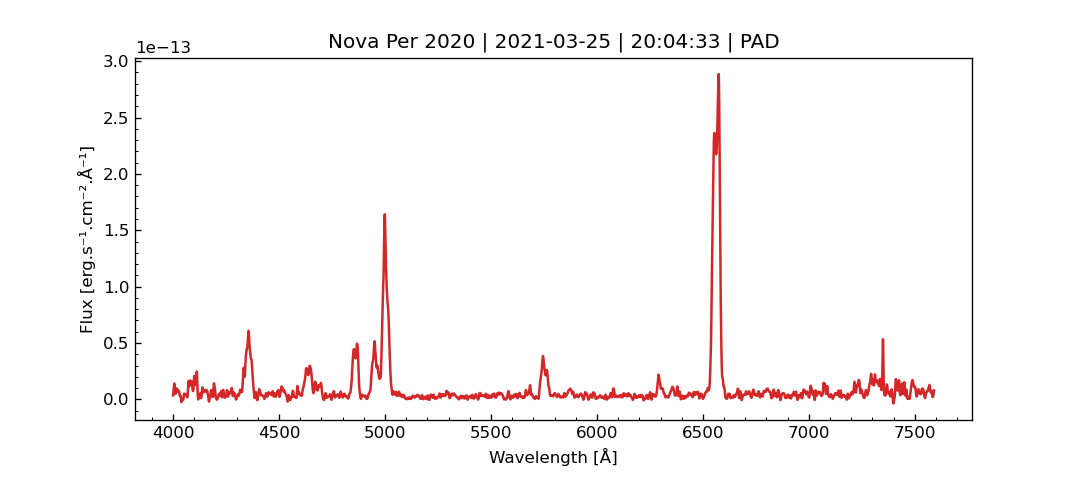 Nova Per 2020 | 2021-03-25 | 20:04:33 | PAD
1e−13
3.0
2.5
2.0
1.5
1.0
0.5
0.0
Flux [erg.s⁻¹.cm⁻².Å⁻¹]
4000 4500 5000 5500 6000 6500 7000 7500
Wavelength [Å]